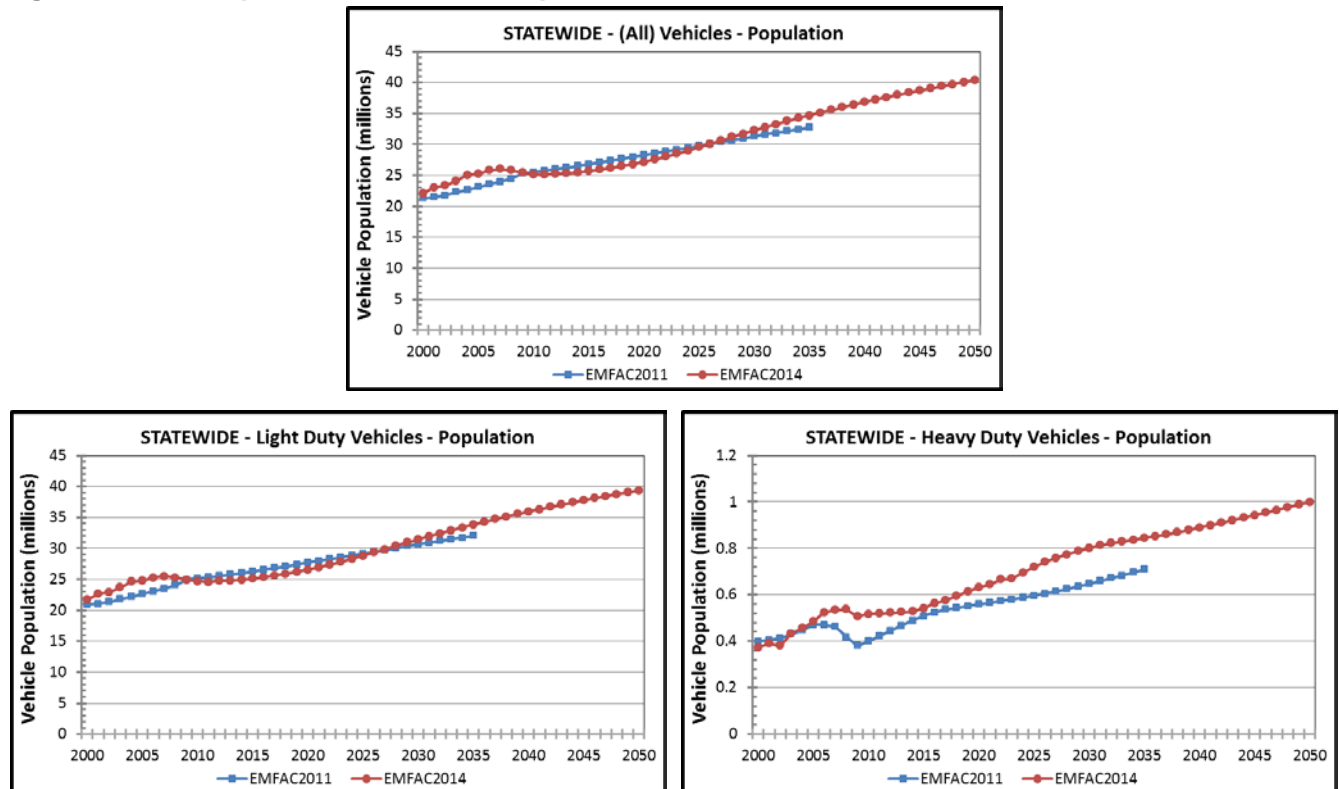 STATEWIDE - (All) Vehicles - Population
Vehicle Population (millions)
45
40
35
30
25
20
15
10
5
0
2000 2005 2010 2015 2020 2025 2030 2035 2040 2045 2050
EMFAC2011 EMFAC2014
STATEWIDE - Light Duty Vehicles - Population
Vehicle Population (millions)
45
40
35
30
25
20
15
10
5
0
2000 2005 2010 2015 2020 2025 2030 2035 2040 2045 2050
EMFAC2011 EMFAC2014
STATEWIDE - Heavy Duty Vehicles - Population
Vehicle Population (millions)
1.2
1
0.8
0.6
0.4
0.2
0
2000 2005 2010 2015 2020 2025 2030 2035 2040 2045 2050
EMFAC2011 EMFAC2014